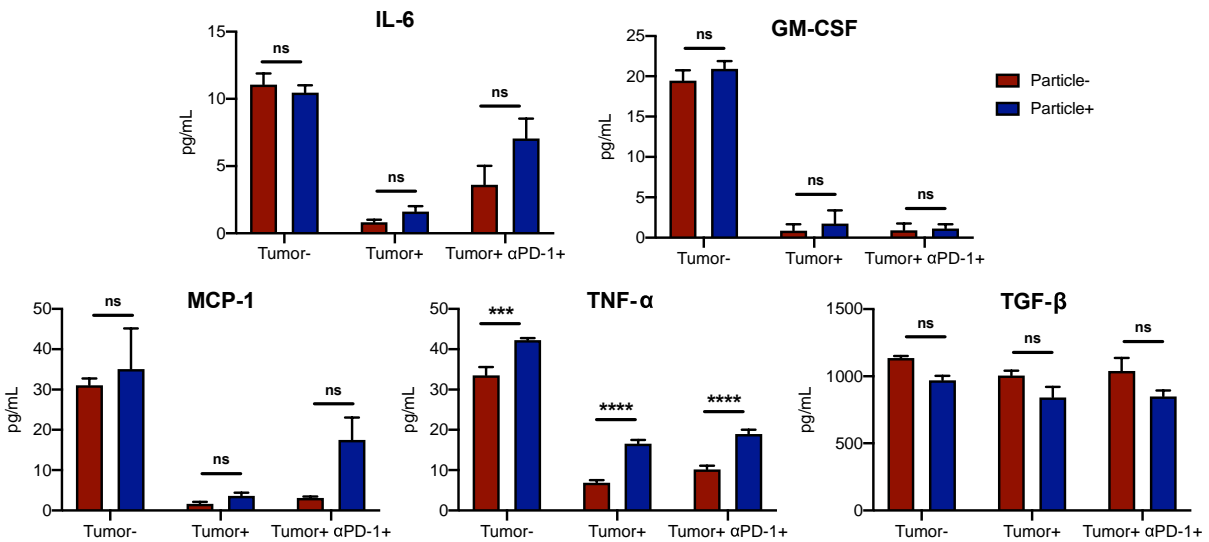 IL-6
15
10
5
0
pg/mL
ns
ns
ns
Tumor-
Tumor+
Tumor+ αPD-1+
GM-CSF
25
20
15
10
5
0
pg/mL
ns
ns
ns
Tumor-
Tumor+
Tumor+ αPD-1+
Particle-
Particle+
MCP-1
50
40
30
20
10
0
pg/mL
ns
ns
ns
Tumor-
Tumor+
Tumor+ αPD-1+
TNF-α
50
40
30
20
10
0
pg/mL
***
****
****
Tumor-
Tumor+
Tumor+ αPD-1+
TGF-β
1500
1000
500
0
pg/mL
ns
ns
ns
Tumor-
Tumor+
Tumor+ αPD-1+